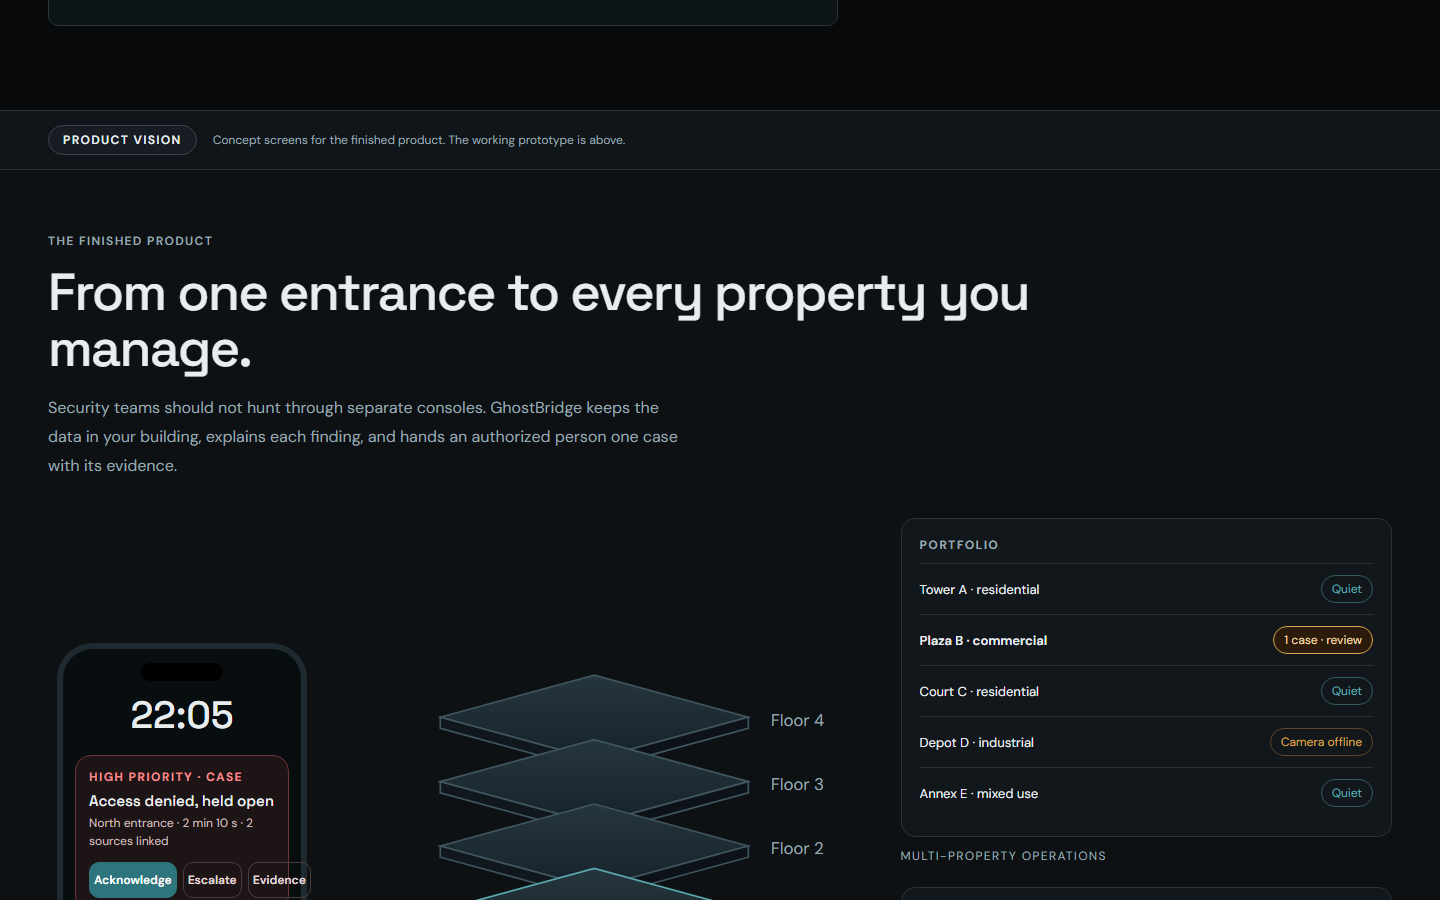 PRODUCT VISION
Concept screens for the finished product. The working prototype is above.
THE FINISHED PRODUCT
From one entrance to every property you
manage.
Security teams should not hunt through separate consoles. GhostBridge keeps the
data in your building, explains each finding, and hands an authorized person one case
with its evidence.
22:05
HIGH PRIORITY · CASE
Access denied, held open
North entrance · 2 min 10 s · 2
sources linked
Acknowledge
Escalate
Evidence
Floor 4
Floor 3
Floor 2
PORTFOLIO
Tower A · residential
Quiet
Plaza B · commercial
1 case · review
Court C · residential
Quiet
Depot D · industrial
Camera offline
Annex E · mixed use
Quiet
MULTI-PROPERTY OPERATIONS